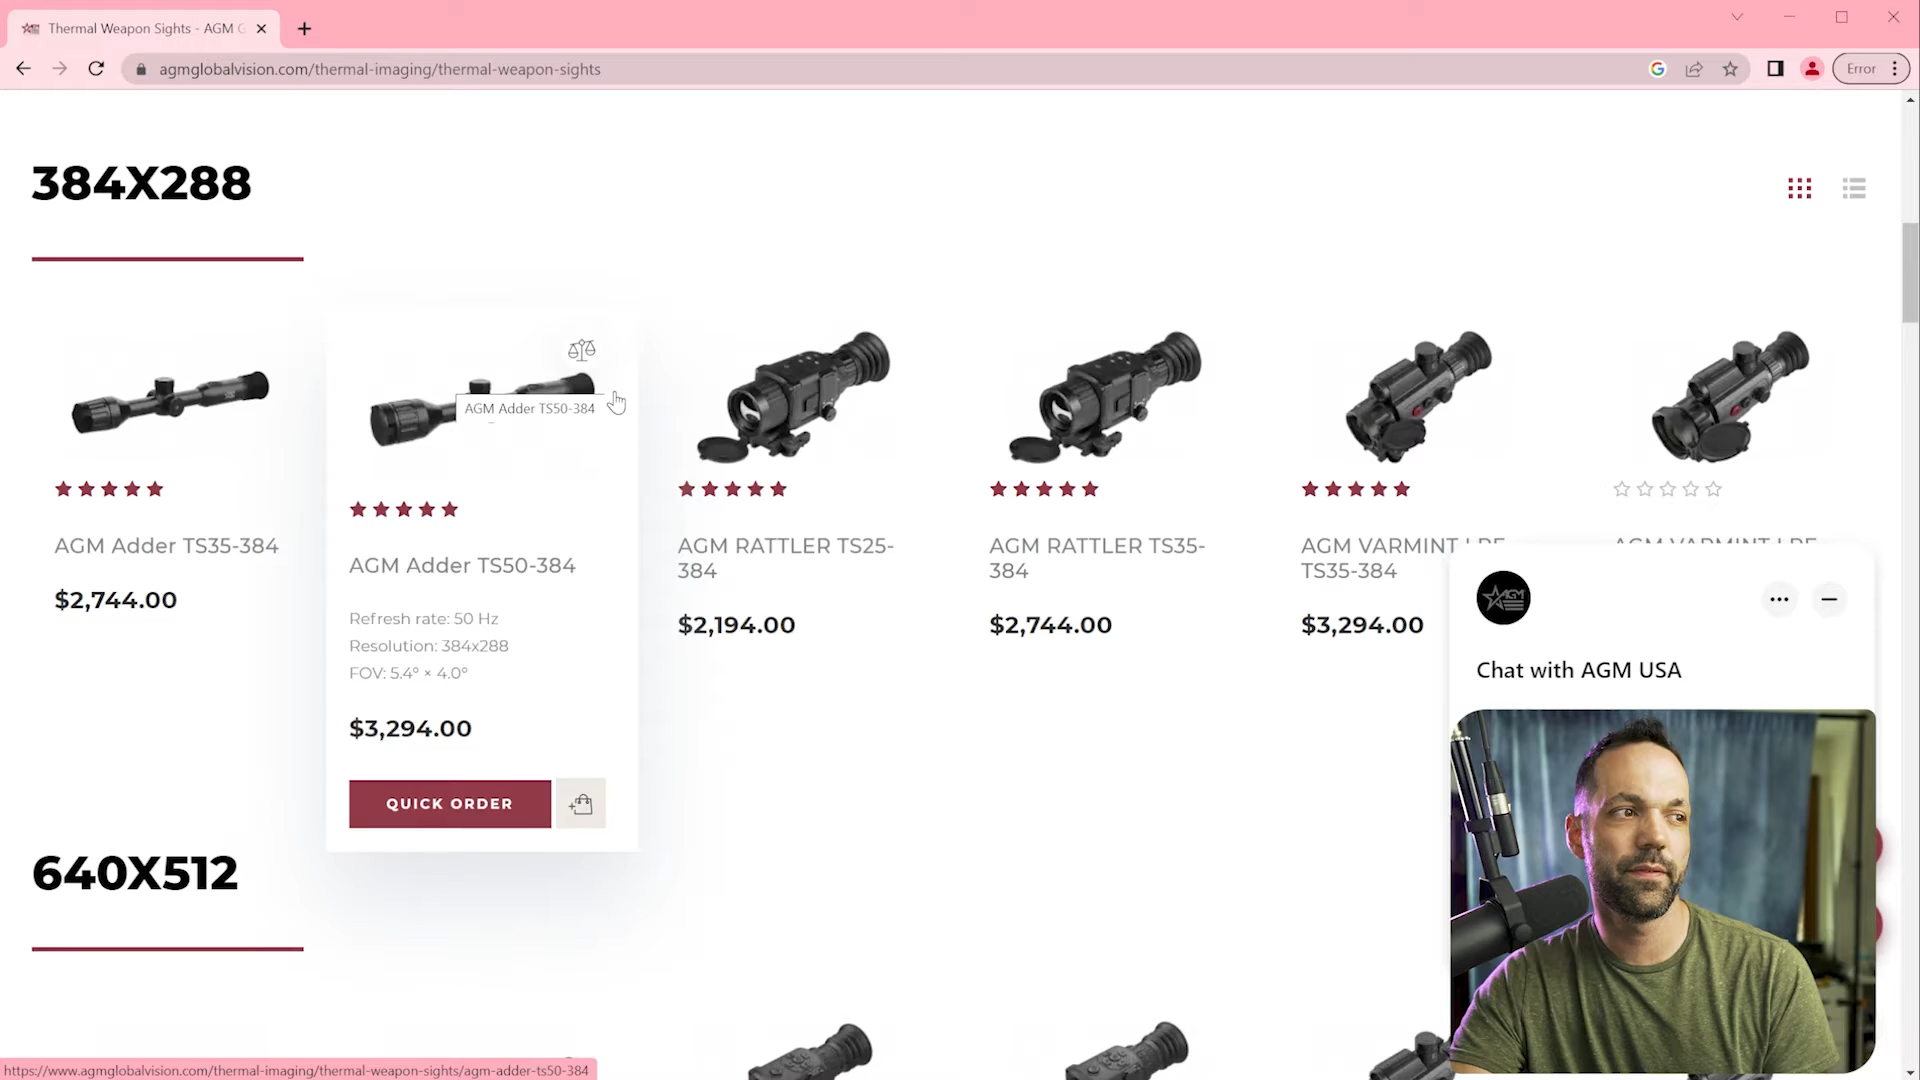 Thermal Weapon Sights - AGM G
agmglobalvision.com/thermal-imaging/thermal-weapon-sights
Error
384X288
AGM Adder TS50-384
AGM Adder TS35-384
$2,744.00
AGM Adder TS50-384
Refresh rate: 50 Hz
Resolution: 384x288
FOV: 5.4° × 4.0°
$3,294.00
QUICK ORDER
AGM RATTLER TS25-
384
$2,194.00
AGM RATTLER TS35-
384
$2,744.00
AGM VARMINT LRF
TS35-384
$3,294.00
AGM VARMINT LRF
AGM
Chat with AGM USA
640X512
https://www.agmglobalvision.com/thermal-imaging/thermal-weapon-sights/agm-adder-ts50-384